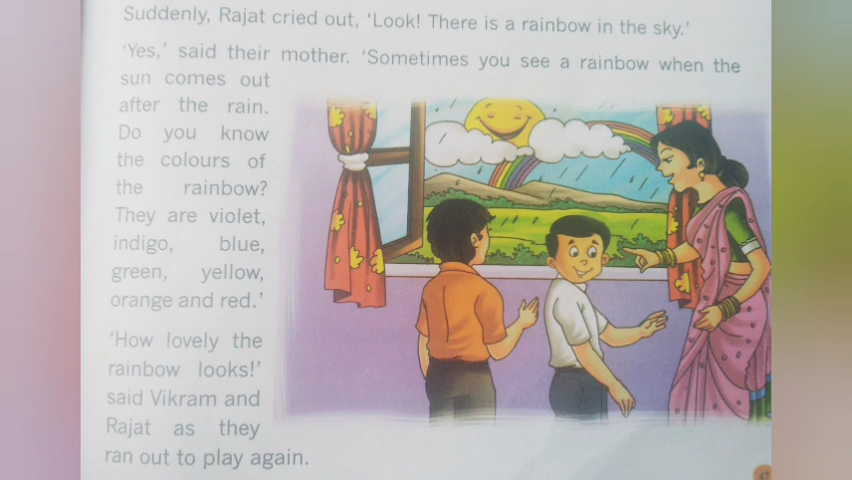 Suddenly, Rajat cried out, ‘Look! There is a rainbow in the sky.’
‘Yes,’ said their mother. ‘Sometimes you see a rainbow when the
sun comes out
after the rain.
Do you know
the colours of
the rainbow?
They are violet,
indigo, blue,
green, yellow,
orange and red.’
‘How lovely the
rainbow looks!’
said Vikram and
Rajat as they
ran out to play again.
47